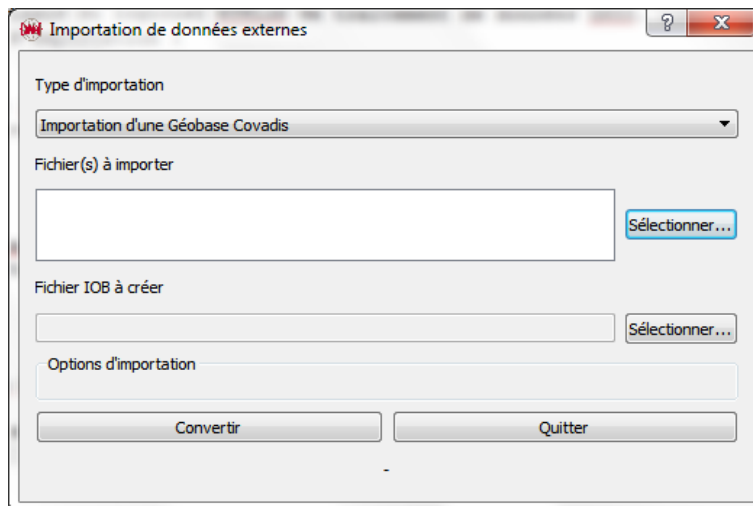 Importation de données externes
Type d'importation
Importation d'une Géobase Covadis
Fichier(s) à importer
Sélectionner...
Fichier IOB à créer
Sélectionner...
Options d'importation
Convertir
Quitter
-